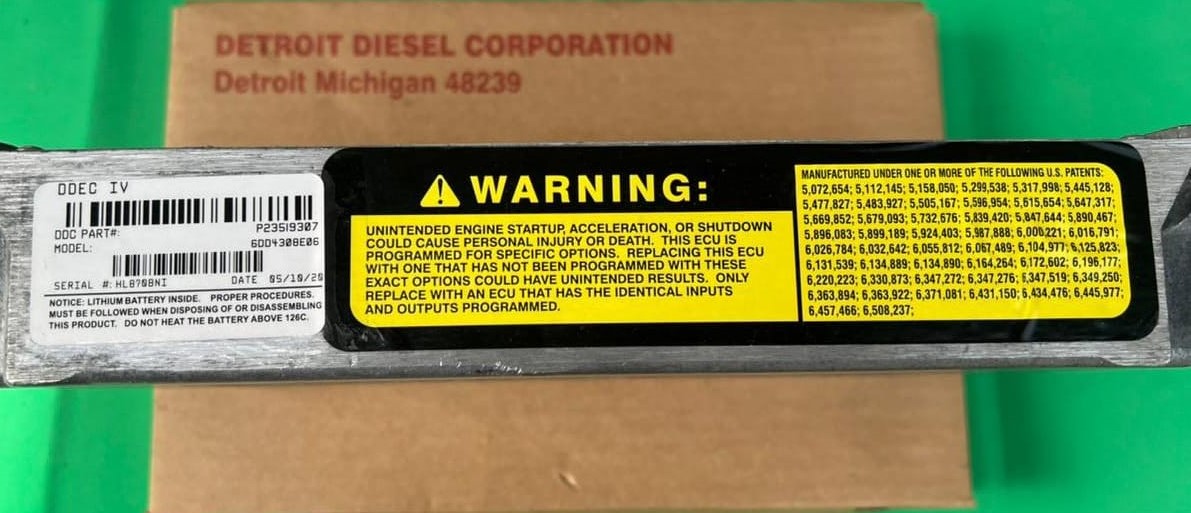 DETROIT DIESEL CORPORATION
Detroit Michigan 48239
DDEC IV
DDC PART#: P23519307
MODEL: 6DD4308E06
SERIAL #: HL8708NI DATE 05/10/20
NOTICE: LITHIUM BATTERY INSIDE. PROPER PROCEDURES.
MUST BE FOLLOWED WHEN DISPOSING OF OR DISASSEMBLING
THIS PRODUCT. DO NOT HEAT THE BATTERY ABOVE 126C.
WARNING:
UNINTENDED ENGINE STARTUP, ACCELERATION, OR SHUTDOWN
COULD CAUSE PERSONAL INJURY OR DEATH. THIS ECU IS
PROGRAMMED FOR SPECIFIC OPTIONS. REPLACING THIS ECU
WITH ONE THAT HAS NOT BEEN PROGRAMMED WITH THESE
EXACT OPTIONS COULD HAVE UNINTENDED RESULTS. ONLY
REPLACE WITH AN ECU THAT HAS THE IDENTICAL INPUTS
AND OUTPUTS PROGRAMMED.
MANUFACTURED UNDER ONE OR MORE OF THE FOLLOWING U.S. PATENTS:
5,072,654; 5,112,145; 5,158,050; 5,299,538; 5,317,998; 5,445,128;
5,477,827; 5,483,927; 5,505,167; 5,596,954; 5,615,654; 5,647,317;
5,669,852; 5,679,093; 5,732,676; 5,839,420; 5,847,644; 5,890,467;
5,896,083; 5,899,189; 5,924,403; 5,987,888; 6,000,221; 6,016,791;
6,026,784; 6,032,642; 6,055,812; 6,067,489; 6,104,977; 6,125,823;
6,131,539; 6,134,889; 6,134,890; 6,164,264; 6,172,602; 6,196,177;
6,220,223; 6,330,873; 6,347,272; 6,347,276; 6,347,519; 6,349,250;
6,363,894; 6,363,922; 6,371,081; 6,431,150; 6,434,476; 6,445,977;
6,457,466; 6,508,237;